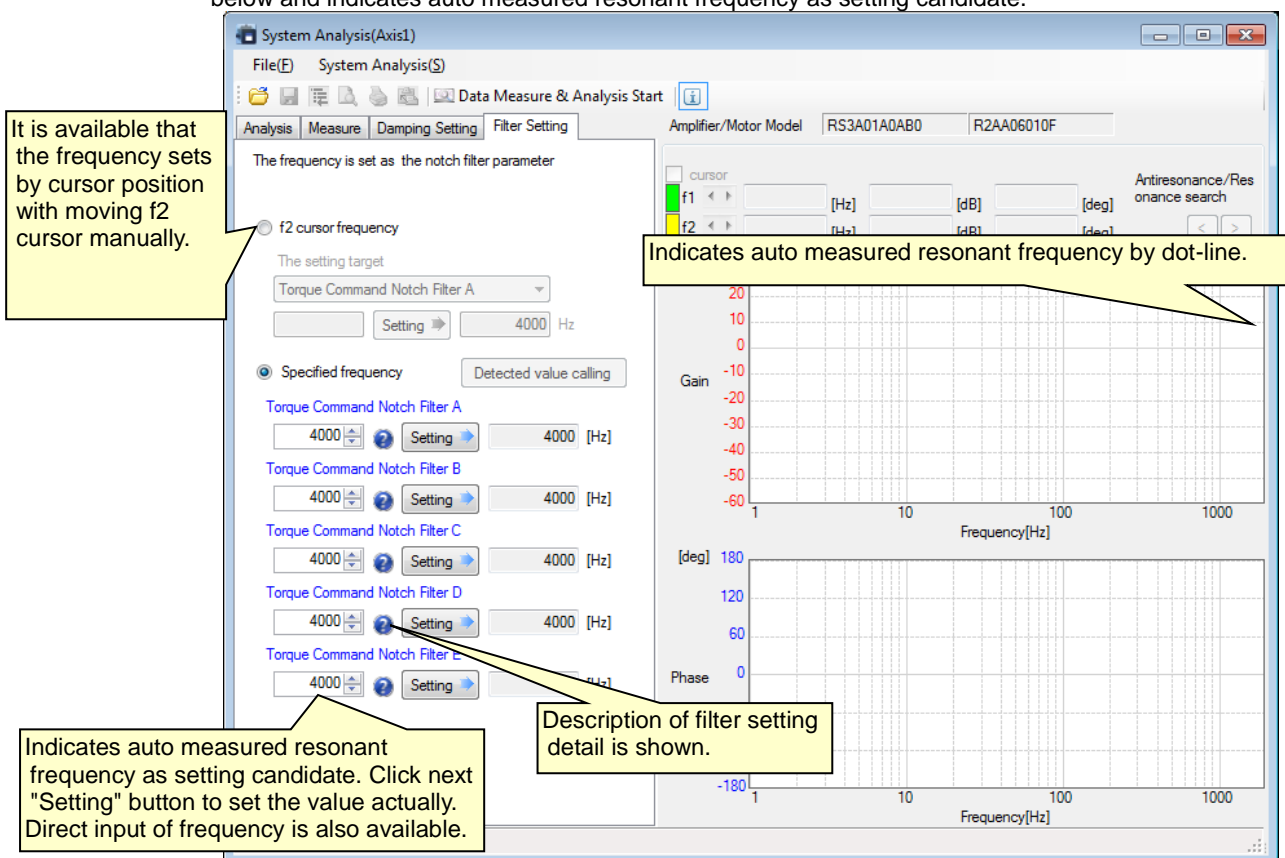 below and indicates auto measured resonant frequency as setting candidate.
System Analysis(Axis1)
File(F) System Analysis(S)
Data Measure & Analysis Start
Analysis Measure Damping Setting Filter Setting
Amplifier/Motor Model RS3A01A0AB0 R2AA06010F
It is available that
the frequency sets
by cursor position
with moving f2
cursor manually.
The frequency is set as the notch filter parameter
f2 cursor frequency
The setting target
Torque Command Notch Filter A
Setting 4000 Hz
Specified frequency Detected value calling
Torque Command Notch Filter A
4000 Setting 4000 [Hz]
Torque Command Notch Filter B
4000 Setting 4000 [Hz]
Torque Command Notch Filter C
4000 Setting 4000 [Hz]
Torque Command Notch Filter D
4000 Setting 4000 [Hz]
Torque Command Notch Filter E
4000 Setting [Hz]
Indicates auto measured resonant
frequency as setting candidate. Click next
"Setting" button to set the value actually.
Direct input of frequency is also available.
Description of filter setting
detail is shown.
cursor
f1 [Hz] [dB] [deg]
f2 [Hz] [dB] [deg]
Antiresonance/Res
onance search
< >
Indicates auto measured resonant frequency by dot-line.
20
10
0
-10
Gain
-20
-30
-40
-50
-60
1 10 100 1000
Frequency[Hz]
[deg] 180
120
60
Phase 0
-180
1 10 100 1000
Frequency[Hz]